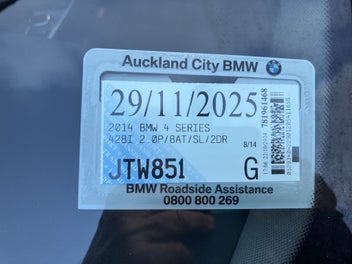 Auckland City BMW
29/11/2025
2014 BMW 4 SERIES
428I 2.0P/8AT/SL/2DR
8/14
JTW851
G
781961468
BMW Roadside Assistance
0800 800 269